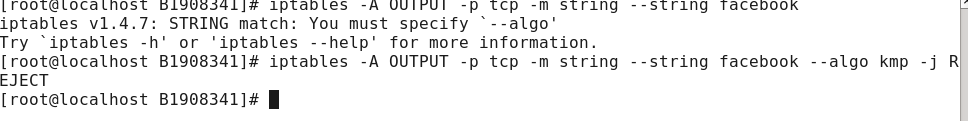 [root@localhost B1908341]# iptables -A OUTPUT -p tcp -m string --string facebook
iptables v1.4.7: STRING match: You must specify `--algo'
Try `iptables -h' or 'iptables --help' for more information.
[root@localhost B1908341]# iptables -A OUTPUT -p tcp -m string --string facebook --algo kmp -j R
EJECT
[root@localhost B1908341]#